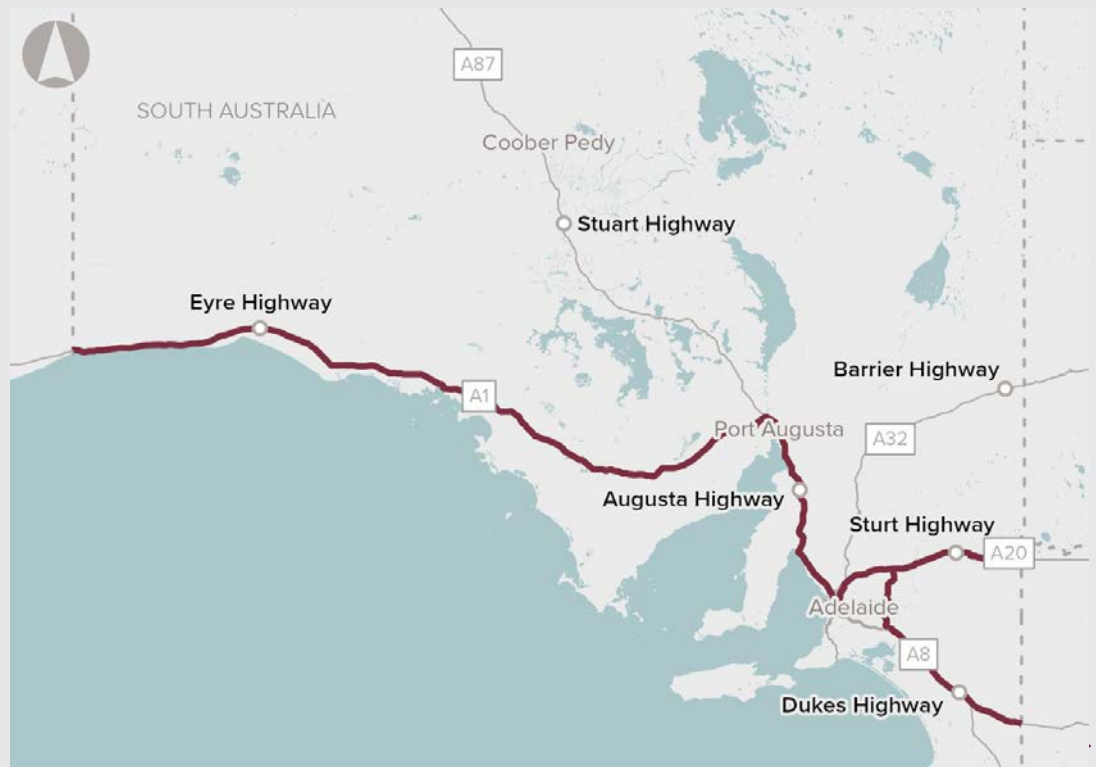 A87
SOUTH AUSTRALIA
Coober Pedy
Stuart Highway
Eyre Highway
Barrier Highway
A1
Port Augusta
A32
Augusta Highway
Sturt Highway
A20
Adelaide
A8
Dukes Highway